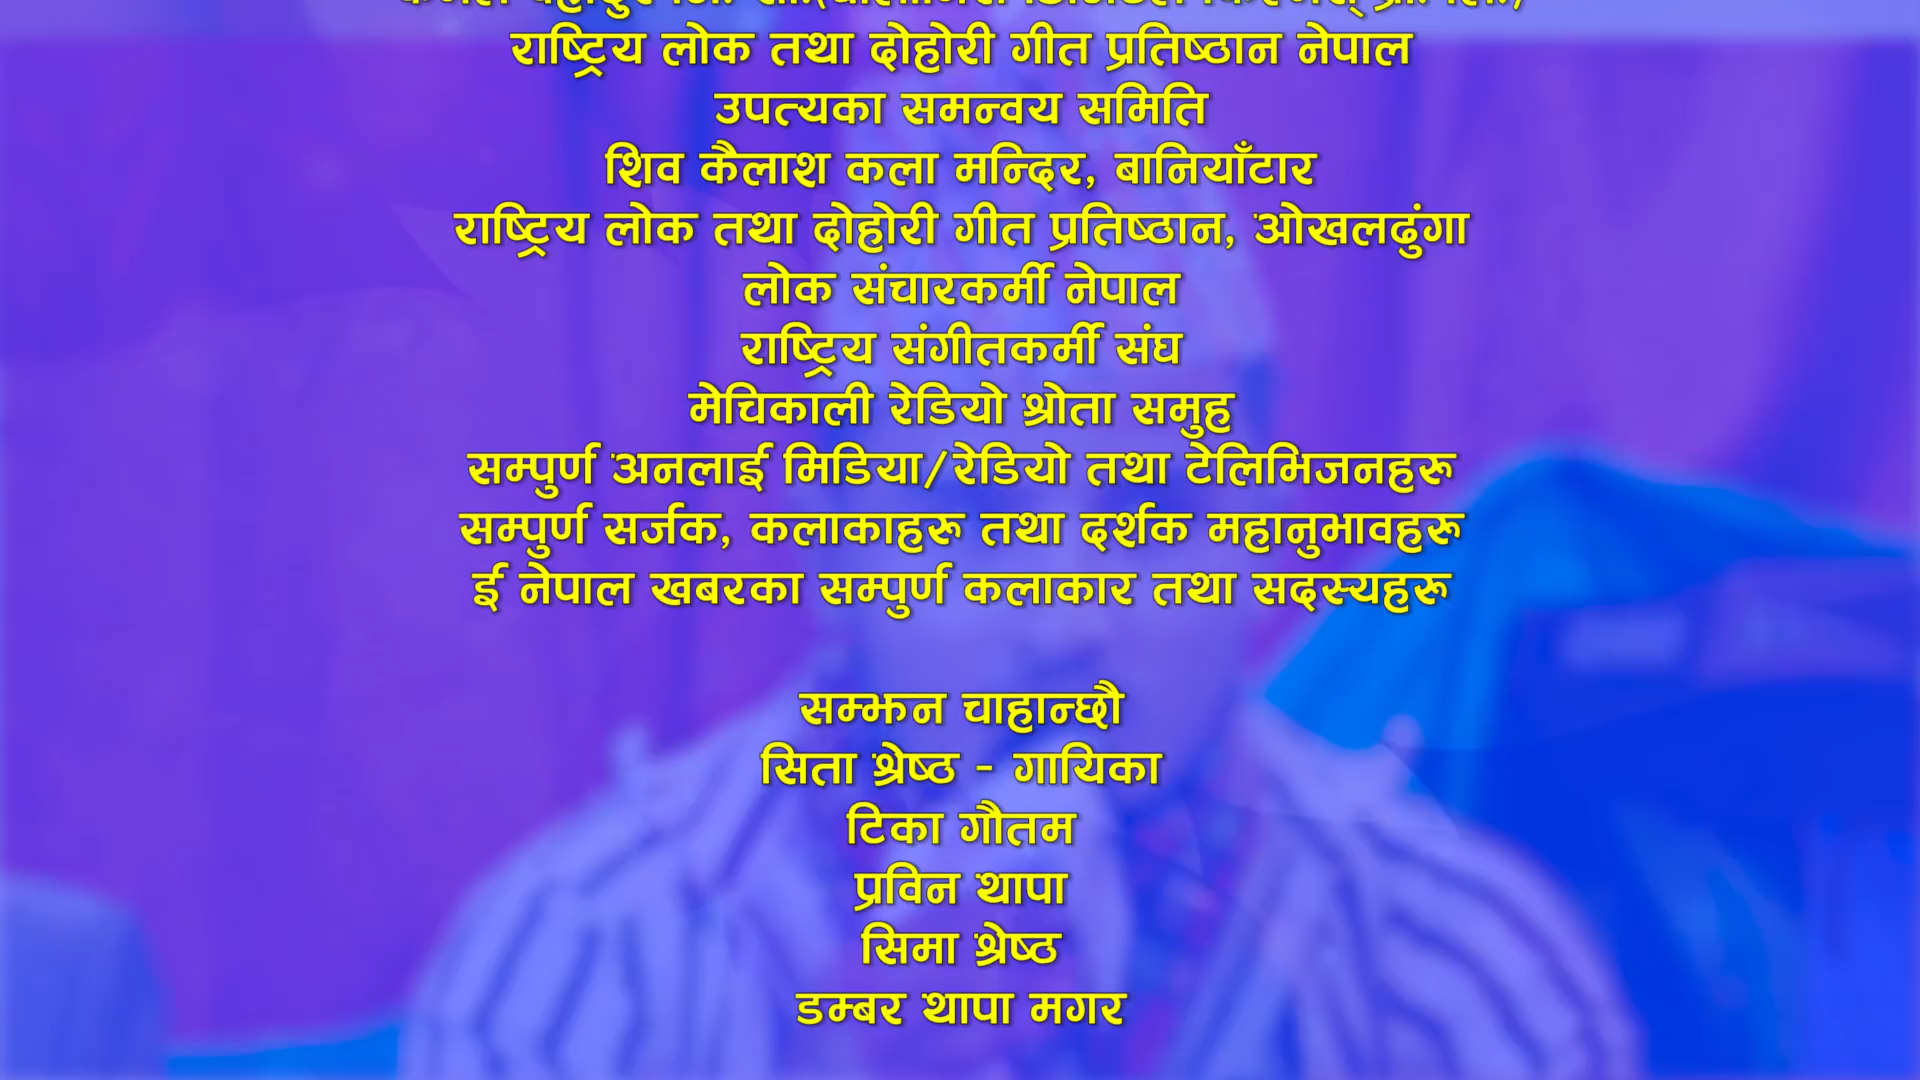 राष्ट्रिय लोक तथा दोहोरी गीत प्रतिष्ठान नेपाल
उपत्यका समन्वय समिति
शिव कैलाश कला मन्दिर, बानियाँटार
राष्ट्रिय लोक तथा दोहोरी गीत प्रतिष्ठान, ओखलढुंगा
लोक संचारकर्मी नेपाल
राष्ट्रिय संगीतकर्मी संघ
मेचिकाली रेडियो श्रोता समुह
सम्पुर्ण अनलाई मिडिया/रेडियो तथा टेलिभिजनहरू
सम्पुर्ण सर्जक, कलाकाहरू तथा दर्शक महानुभावहरू
ई नेपाल खबरका सम्पुर्ण कलाकार तथा सदस्यहरू
सम्झन चाहान्छौ
सिता श्रेष्ठ - गायिका
टिका गौतम
प्रविन थापा
सिमा श्रेष्ठ
डम्बर थापा मगर